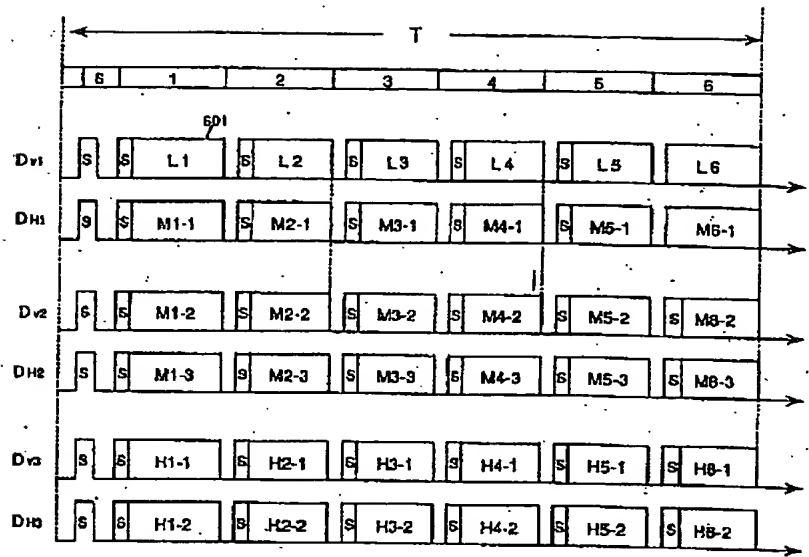 T
S 1 2 3 4 5 6
601
DV1 S S L1 S L2 S L3 S L4 S L5 L6
DH1 S S M1-1 S M2-1 S M3-1 S M4-1 S M5-1 M6-1
DV2 S S M1-2 S M2-2 S M3-2 S M4-2 S M5-2 S M6-2
DH2 S S M1-3 S M2-3 S M3-3 S M4-3 S M5-3 S M6-3
DV3 S S H1-1 S H2-1 S H3-1 S H4-1 S H5-1 S H6-1
DH3 S S H1-2 S H2-2 S H3-2 S H4-2 S H5-2 S H6-2